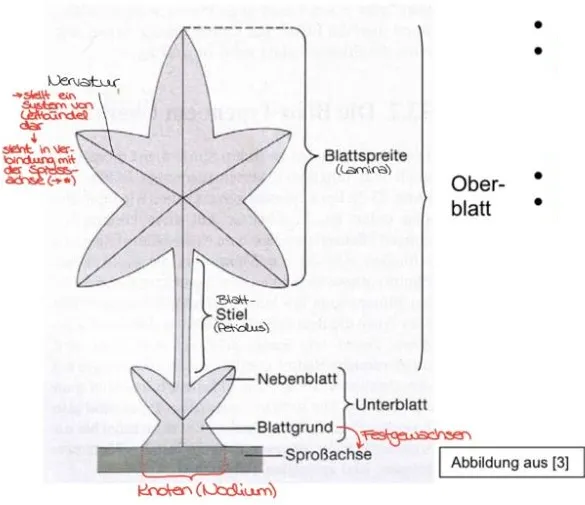 Nervatur
→ stellt ein
System von
Leitbündel
dar
↓
steht in Ver-
bindung mit
der Spross-
achse (→*)
Blattspreite
(Lamina)
Ober-
blatt
•
•
•
•
Blatt-
Stiel
(Petiolus)
Nebenblatt
Unterblatt
Blattgrund
Festgewachsen
Sproßachse
Knoten (Nodium)
Abbildung aus [3]